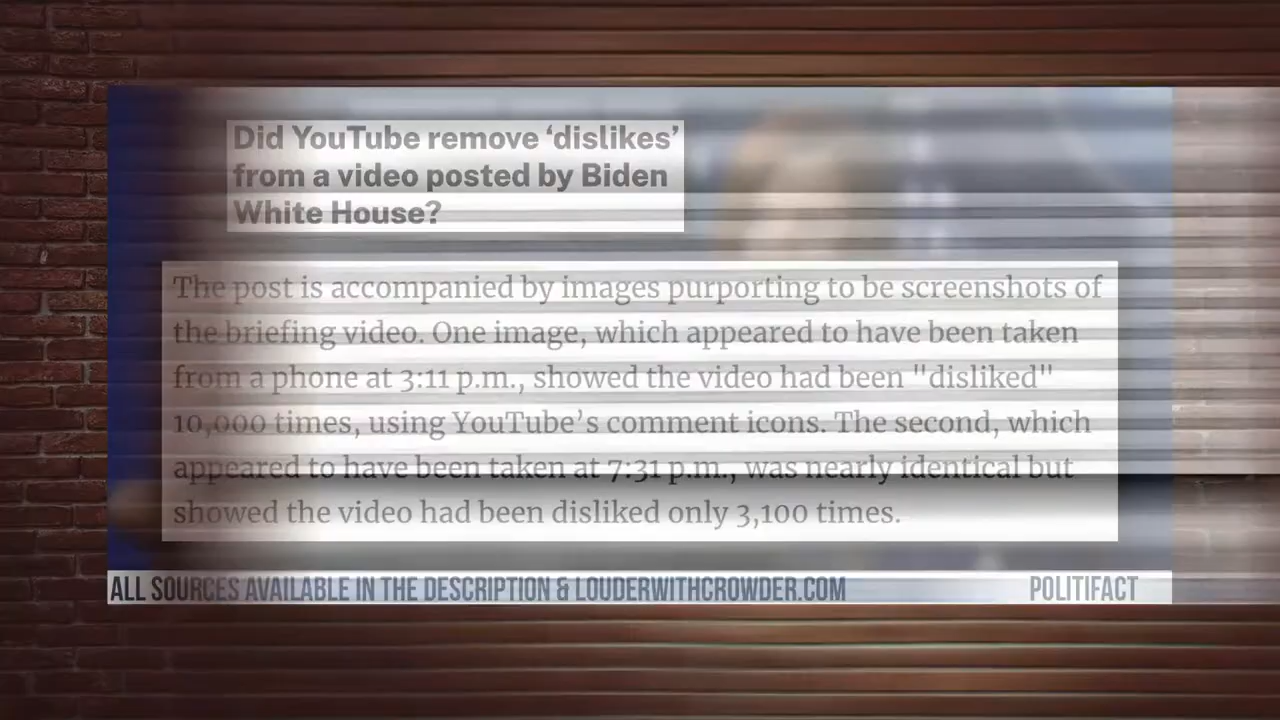 Did YouTube remove ‘dislikes’
from a video posted by Biden
White House?
The post is accompanied by images purporting to be screenshots of
the briefing video. One image, which appeared to have been taken
from a phone at 3:11 p.m., showed the video had been "disliked"
10,000 times, using YouTube’s comment icons. The second, which
appeared to have been taken at 7:31 p.m., was nearly identical but
showed the video had been disliked only 3,100 times.
ALL SOURCES AVAILABLE IN THE DESCRIPTION & LOUDERWITHCROWDER.COM
POLITIFACT